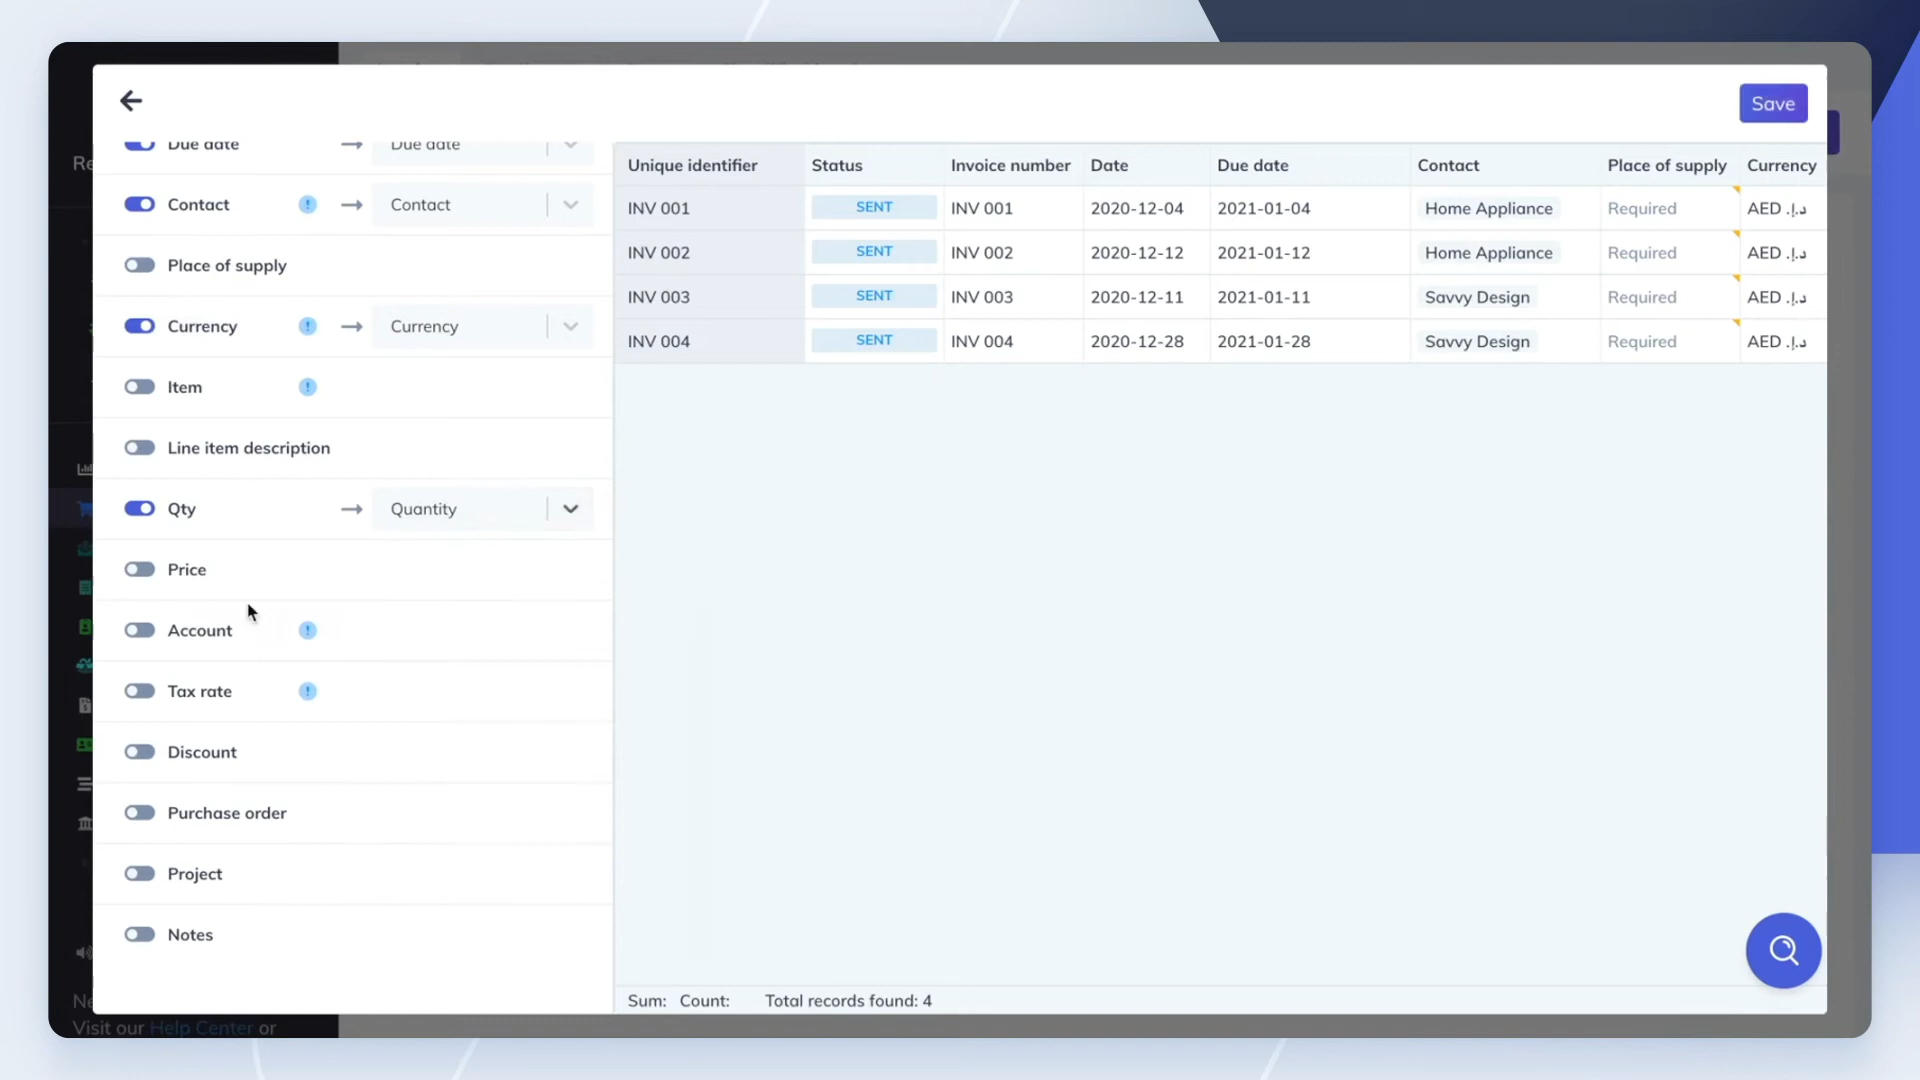 Save
Re
Due date → Due date
Contact ! → Contact
Place of supply
Currency ! → Currency
Item !
Line item description
Qty → Quantity
Price
Account !
Tax rate !
Discount
Purchase order
Project
Notes
Unique identifier Status Invoice number Date Due date Contact Place of supply Currency
INV 001 SENT INV 001 2020-12-04 2021-01-04 Home Appliance Required AED د.إ.
INV 002 SENT INV 002 2020-12-12 2021-01-12 Home Appliance Required AED د.إ.
INV 003 SENT INV 003 2020-12-11 2021-01-11 Savvy Design Required AED د.إ.
INV 004 SENT INV 004 2020-12-28 2021-01-28 Savvy Design Required AED د.إ.
Sum: Count: Total records found: 4
Ne
Visit our Help Center or